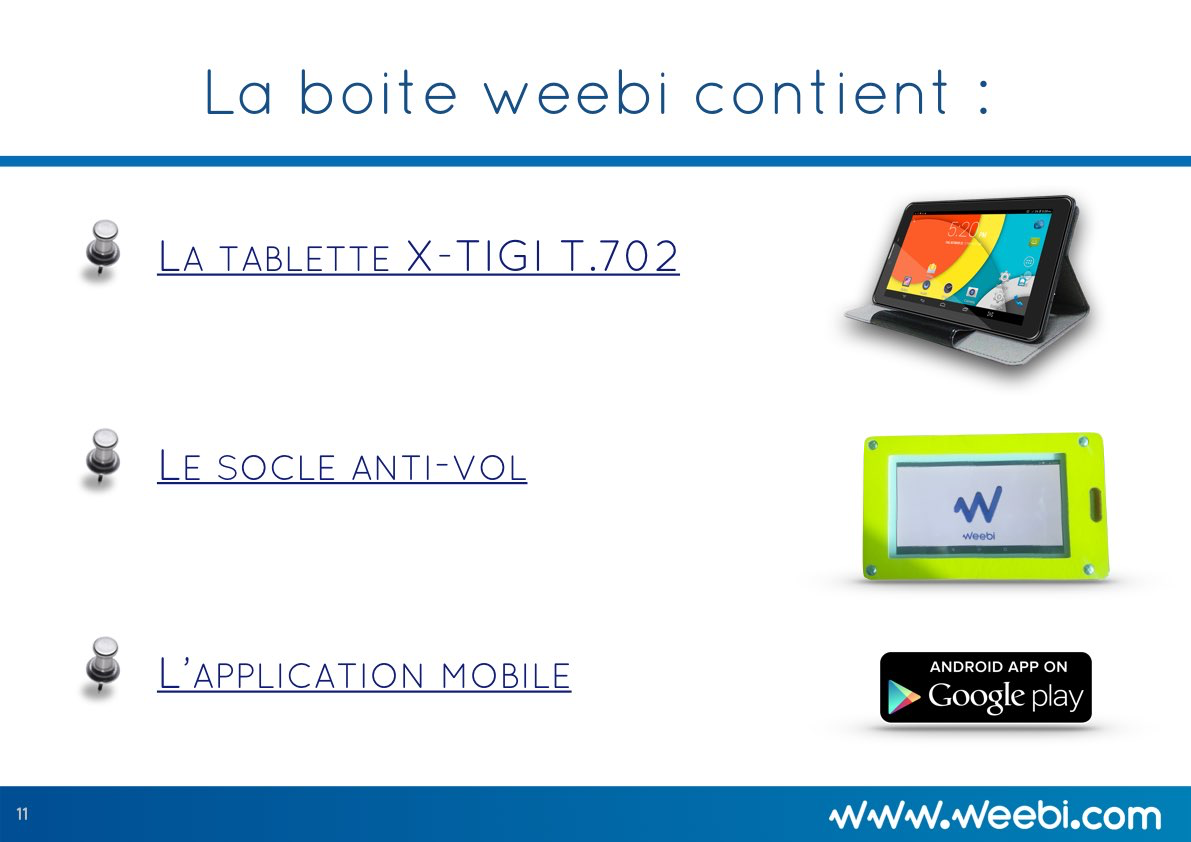 La boite weebi contient :
LA TABLETTE X-TIGI T.702
5:20
LE SOCLE ANTI-VOL
W
weebi
L'APPLICATION MOBILE
ANDROID APP ON
Google play
11
www.weebi.com